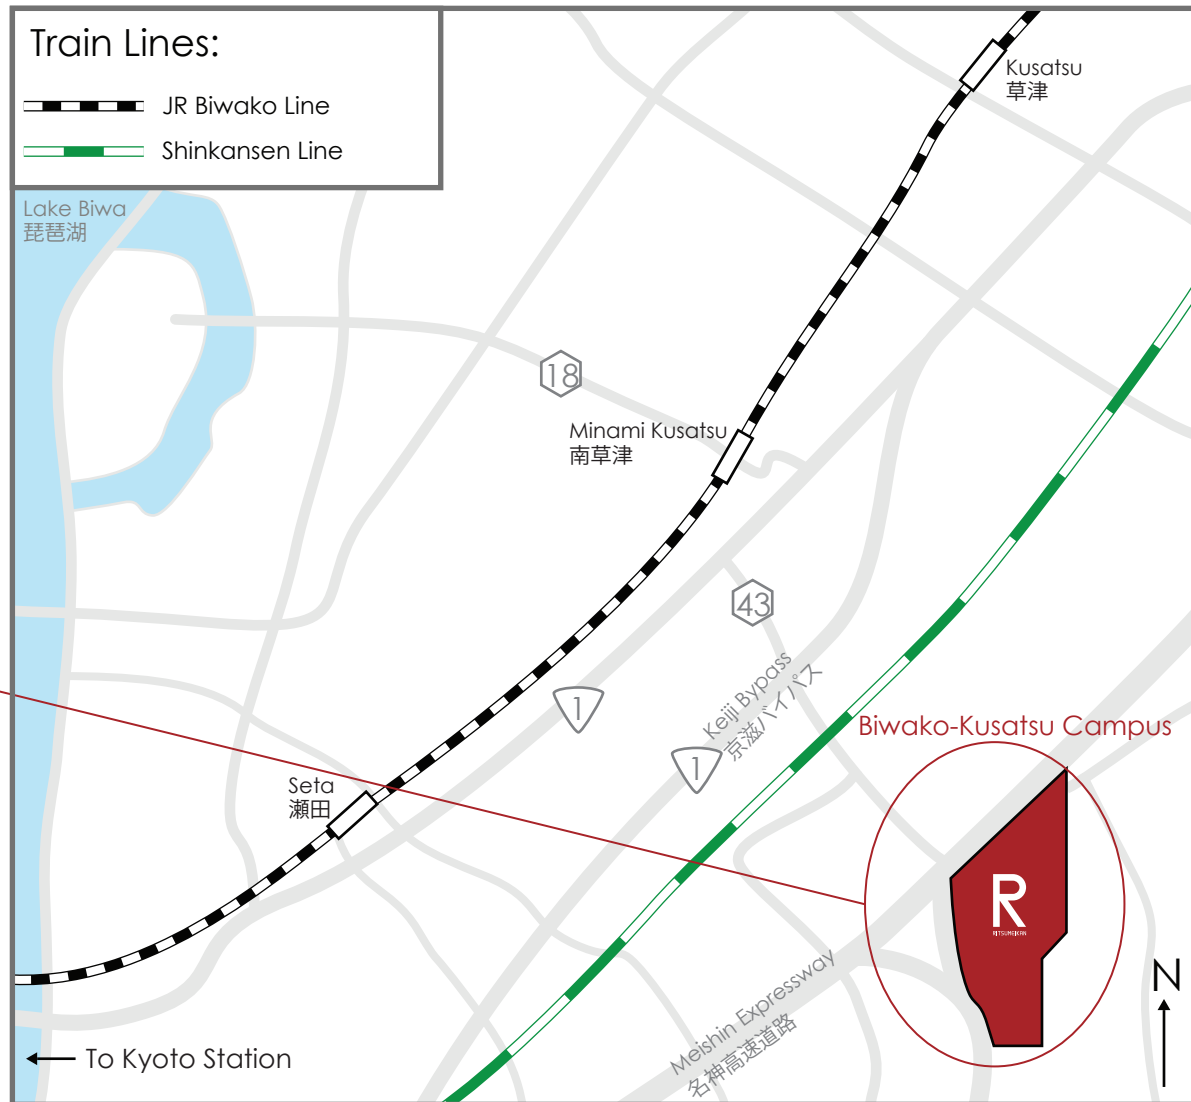 Train Lines:
JR Biwako Line
Shinkansen Line
Kusatsu
草津
Lake Biwa
琵琶湖
18
Minami Kusatsu
南草津
43
Keiji Bypass
京滋バイパス
1
1
Biwako-Kusatsu Campus
Seta
瀬田
R
RITSUMEIKAN
Meishin Expressway
名神高速道路
N
To Kyoto Station